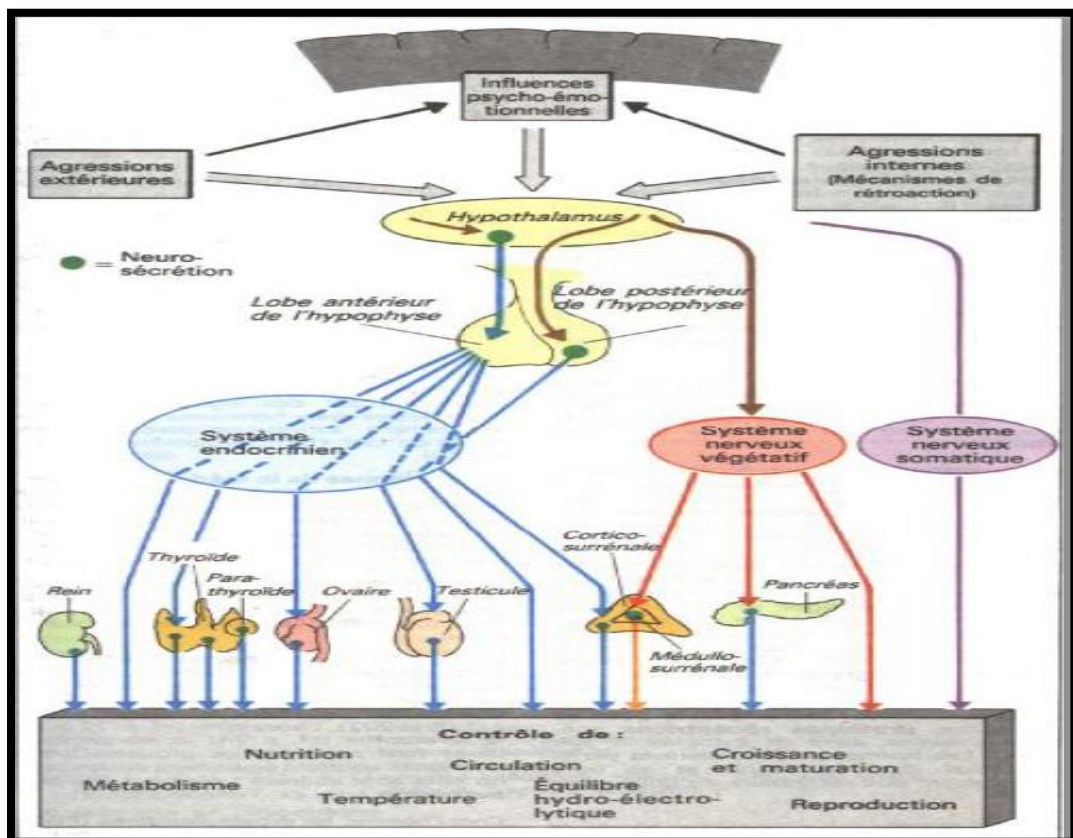 Influences
psycho-émo-
tionnelles
Agressions
extérieures
Agressions
internes
(Mécanismes de
rétroaction)
Hypothalamus
= Neuro-
sécrétion
Lobe antérieur
de l'hypophyse
Lobe postérieur
de l'hypophyse
Système
endocrinien
Système
nerveux
végétatif
Système
nerveux
somatique
Cortico-
surrénale
Thyroïde
Para-
thyroïde
Rein
Ovaire
Testicule
Pancréas
Médullo-
surrénale
Contrôle de :
Nutrition
Circulation
Croissance
et maturation
Métabolisme
Température
Équilibre
hydro-électro-
lytique
Reproduction